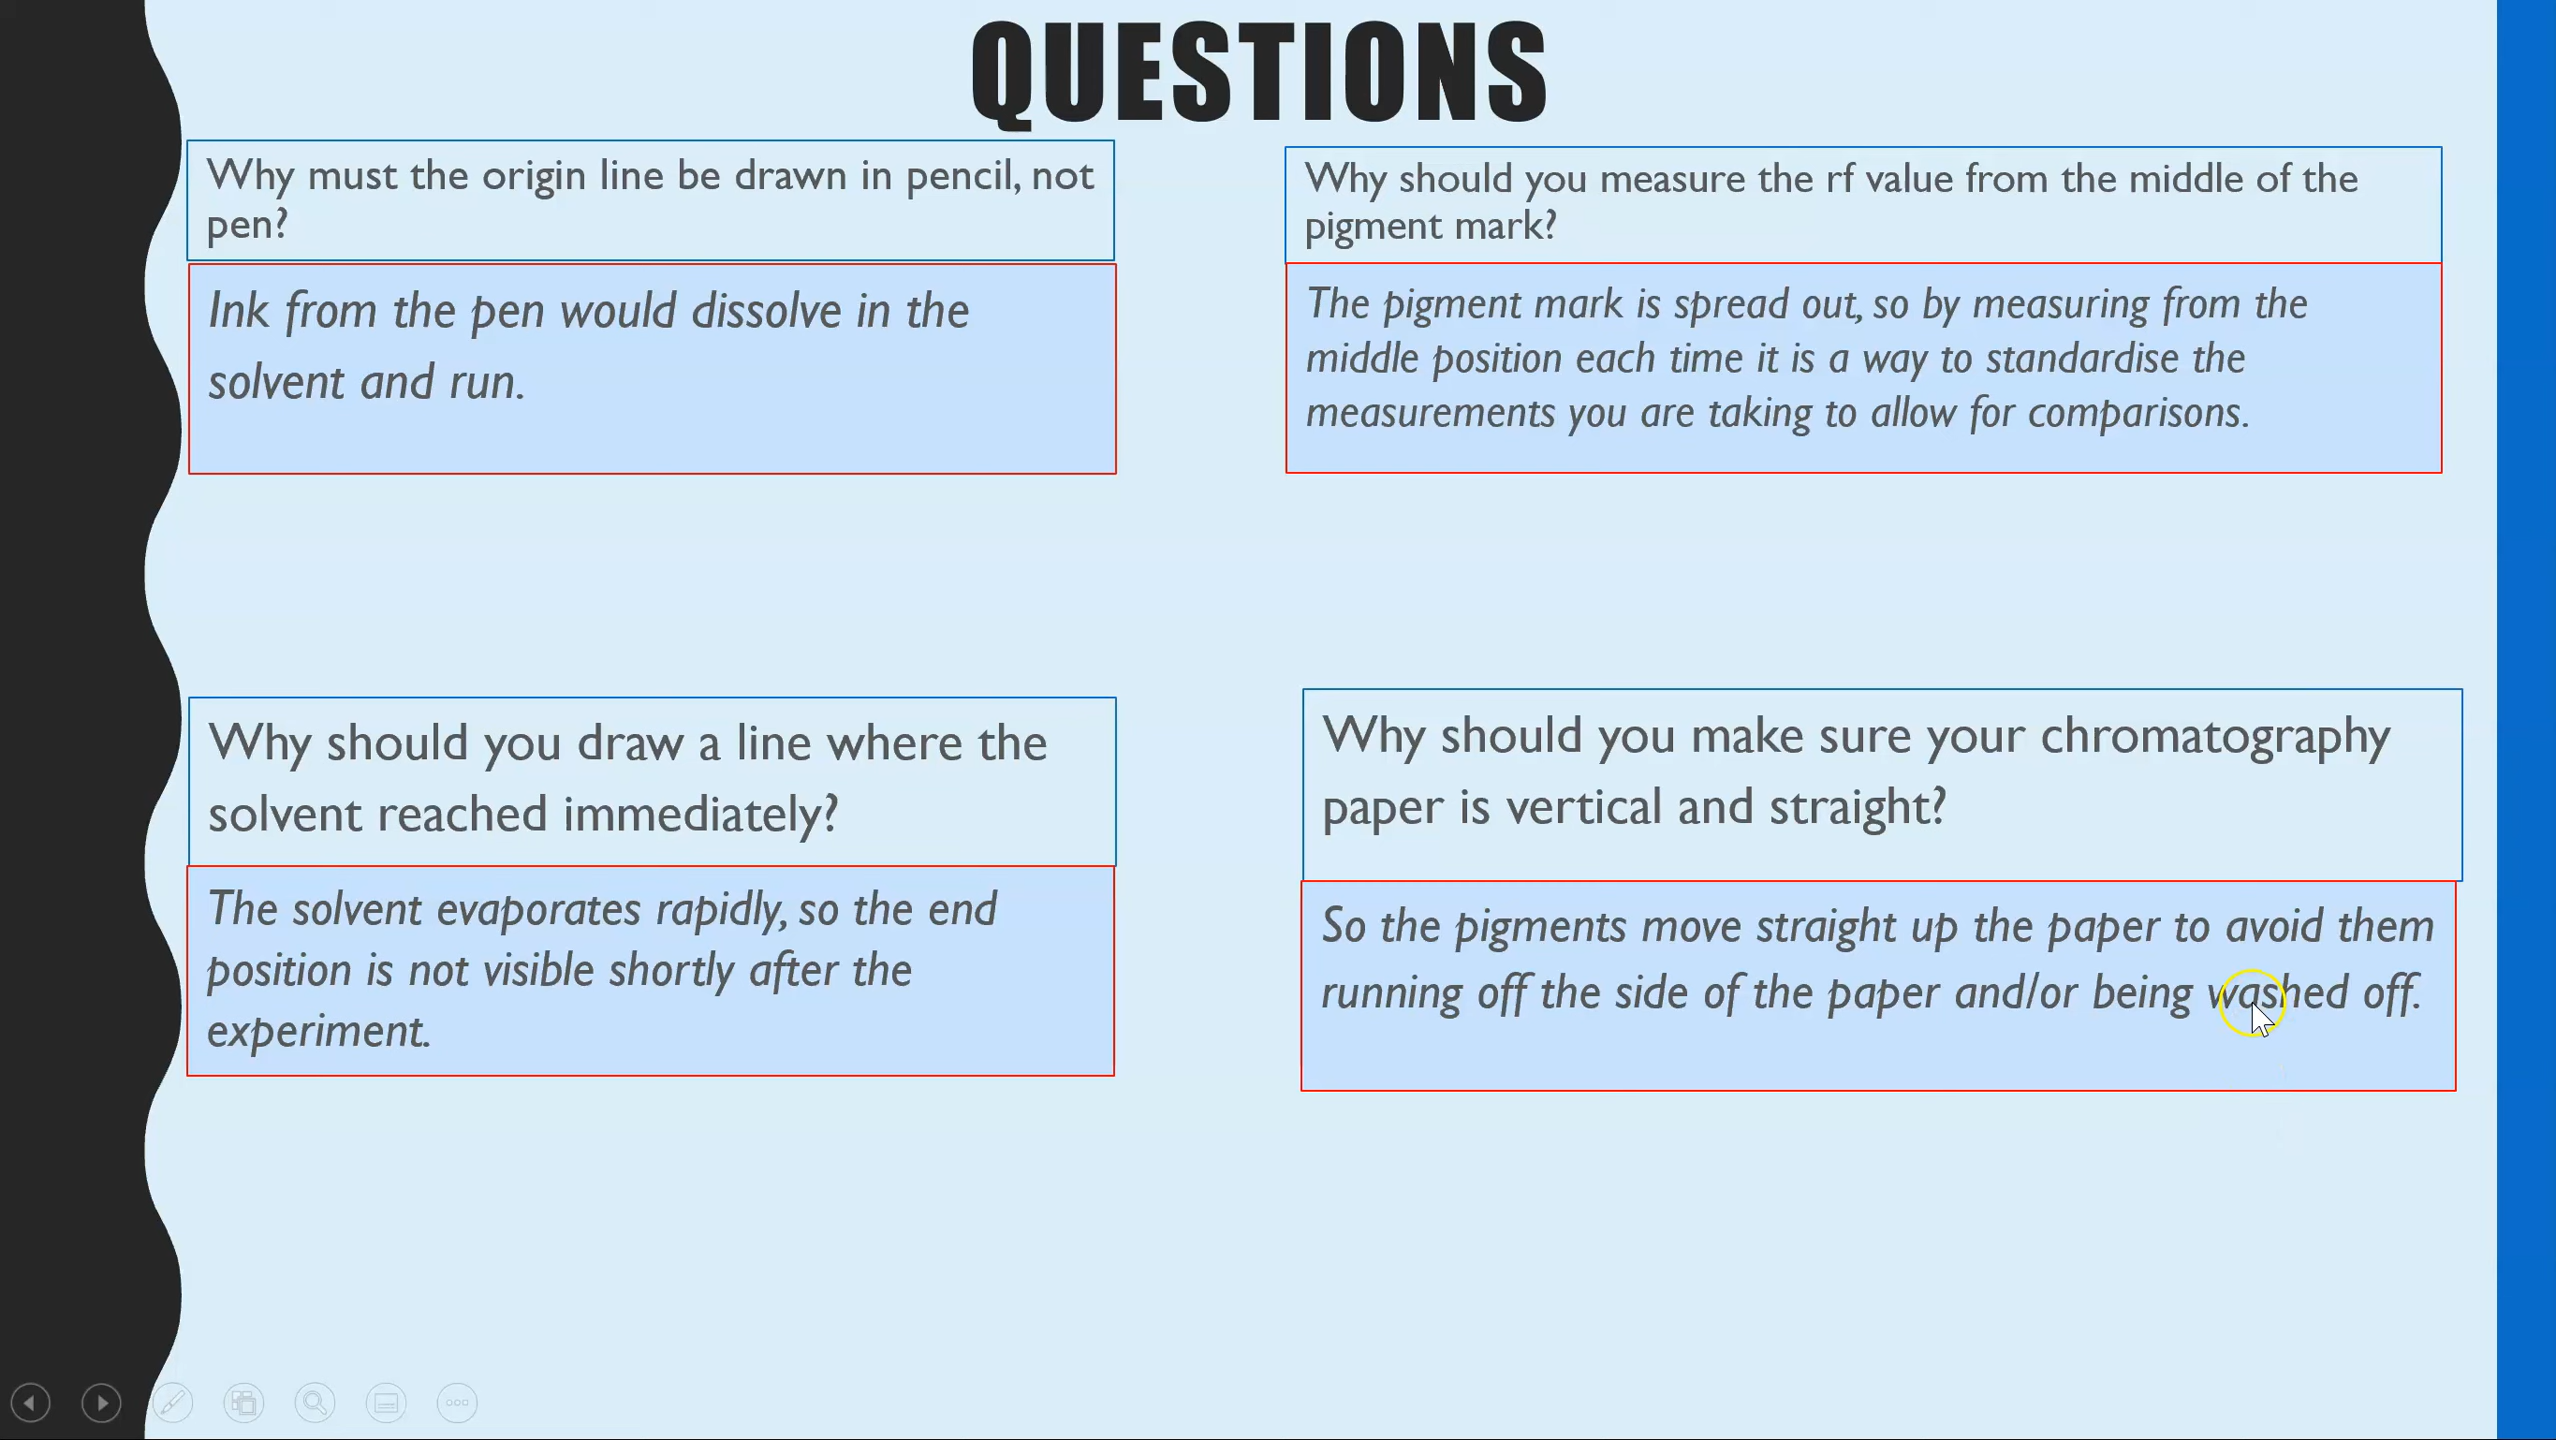 QUESTIONS
Why must the origin line be drawn in pencil, not
pen?
Ink from the pen would dissolve in the
solvent and run.
Why should you measure the rf value from the middle of the
pigment mark?
The pigment mark is spread out, so by measuring from the
middle position each time it is a way to standardise the
measurements you are taking to allow for comparisons.
Why should you draw a line where the
solvent reached immediately?
The solvent evaporates rapidly, so the end
position is not visible shortly after the
experiment.
Why should you make sure your chromatography
paper is vertical and straight?
So the pigments move straight up the paper to avoid them
running off the side of the paper and/or being washed off.